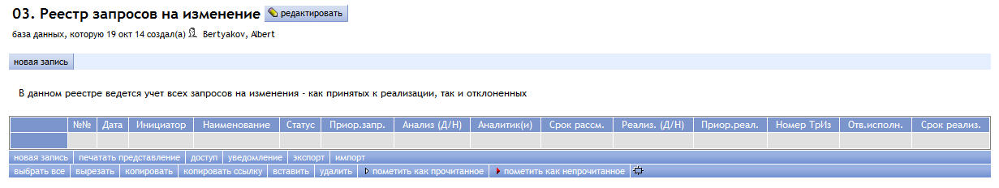 03. Реестр запросов на изменение редактировать
база данных, которую 19 окт 14 создал(а) Bertyakov, Albert
новая запись
В данном реестре ведется учет всех запросов на изменения - как принятых к реализации, так и отклоненных
№№ Дата Инициатор Наименование Статус Приор.запр. Анализ (Д/Н) Аналитик(и) Срок рассм. Реализ. (Д/Н) Приор.реал. Номер ТрИз Отв.исполн. Срок реализ.
новая запись печатать представление доступ уведомление экспорт импорт
выбрать все вырезать копировать копировать ссылку вставить удалить пометить как прочитанное пометить как непрочитанное